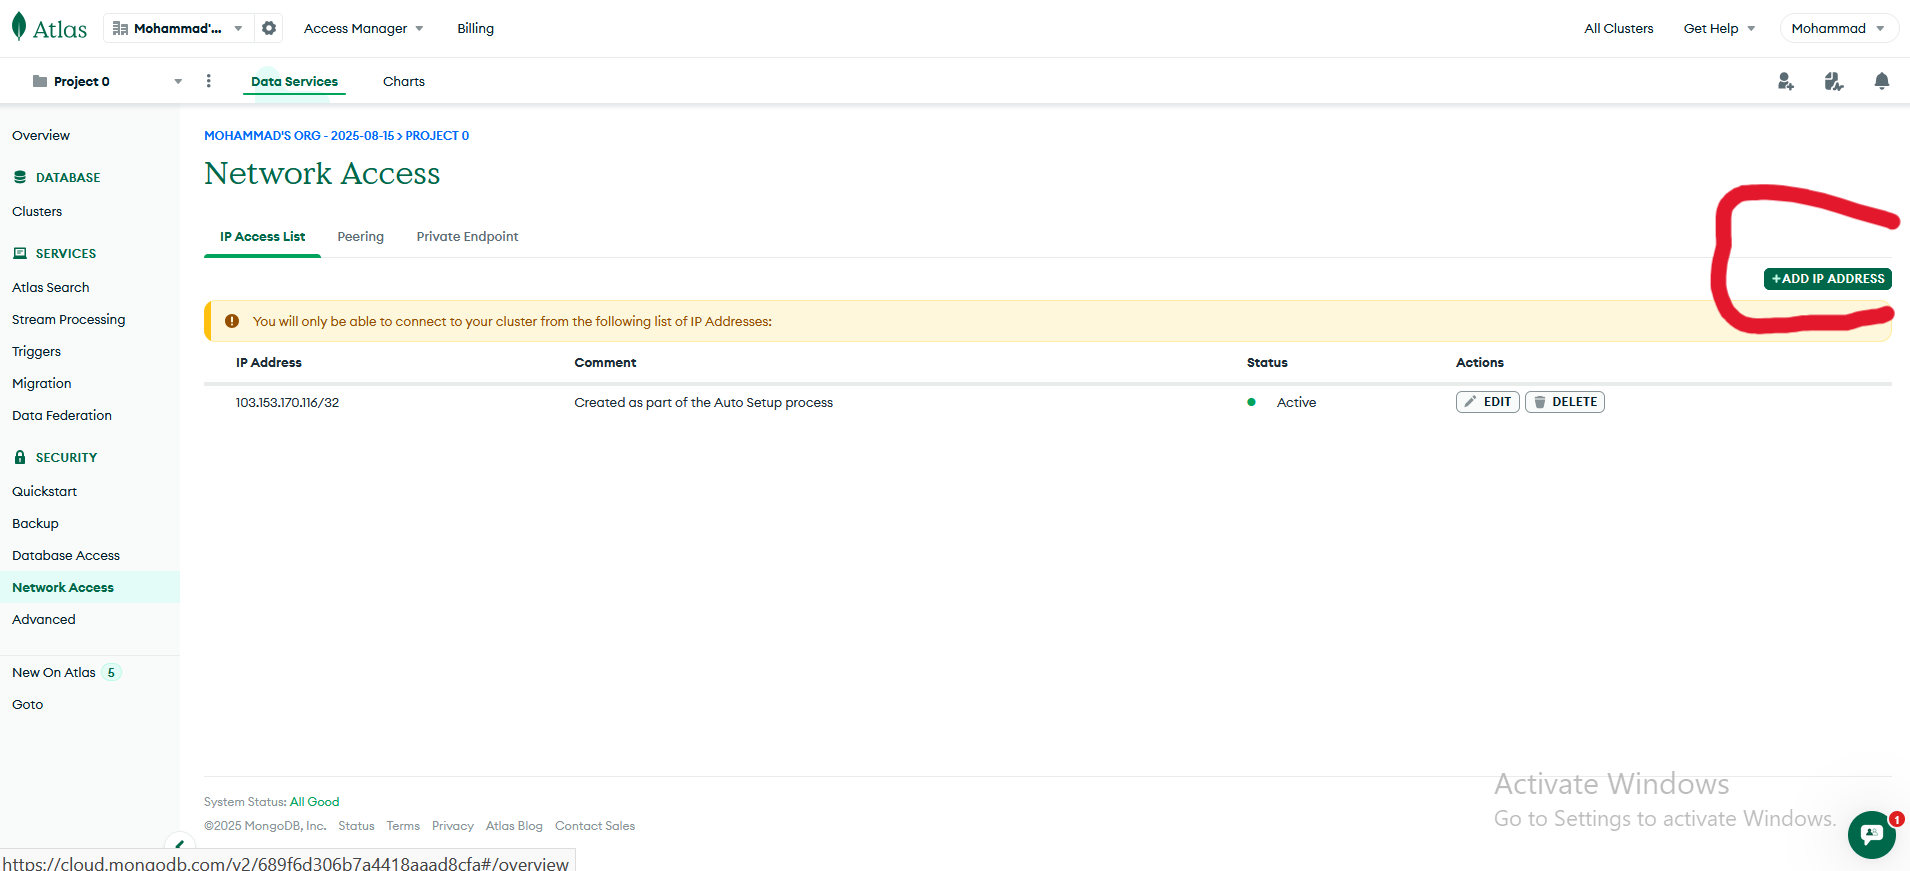 Atlas
Mohammad'...
Access Manager
Billing
All Clusters
Get Help
Mohammad
Project 0
Data Services
Charts
Overview
DATABASE
Clusters
SERVICES
Atlas Search
Stream Processing
Triggers
Migration
Data Federation
SECURITY
Quickstart
Backup
Database Access
Network Access
Advanced
New On Atlas 5
Goto
MOHAMMAD'S ORG - 2025-08-15 > PROJECT 0
Network Access
IP Access List
Peering
Private Endpoint
+ADD IP ADDRESS
You will only be able to connect to your cluster from the following list of IP Addresses:
IP Address Comment Status Actions
103.153.170.116/32 Created as part of the Auto Setup process Active EDIT DELETE
System Status: All Good
©2025 MongoDB, Inc. Status Terms Privacy Atlas Blog Contact Sales
Activate Windows
Go to Settings to activate Windows.
1
https://cloud.mongodb.com/v2/689f6d306b7a4418aaad8cfa#/overview